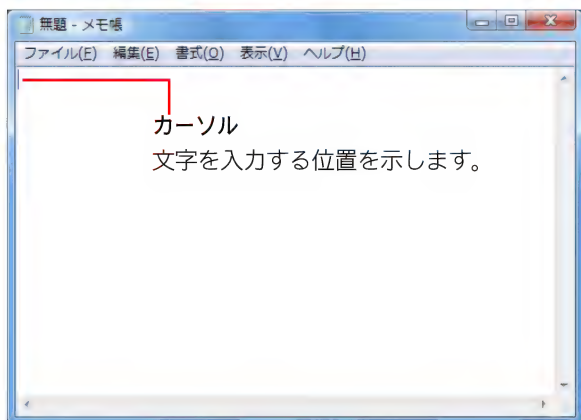 無題 - メモ帳
ファイル(F) 編集(E) 書式(O) 表示(V) ヘルプ(H)
カーソル
文字を入力する位置を示します。